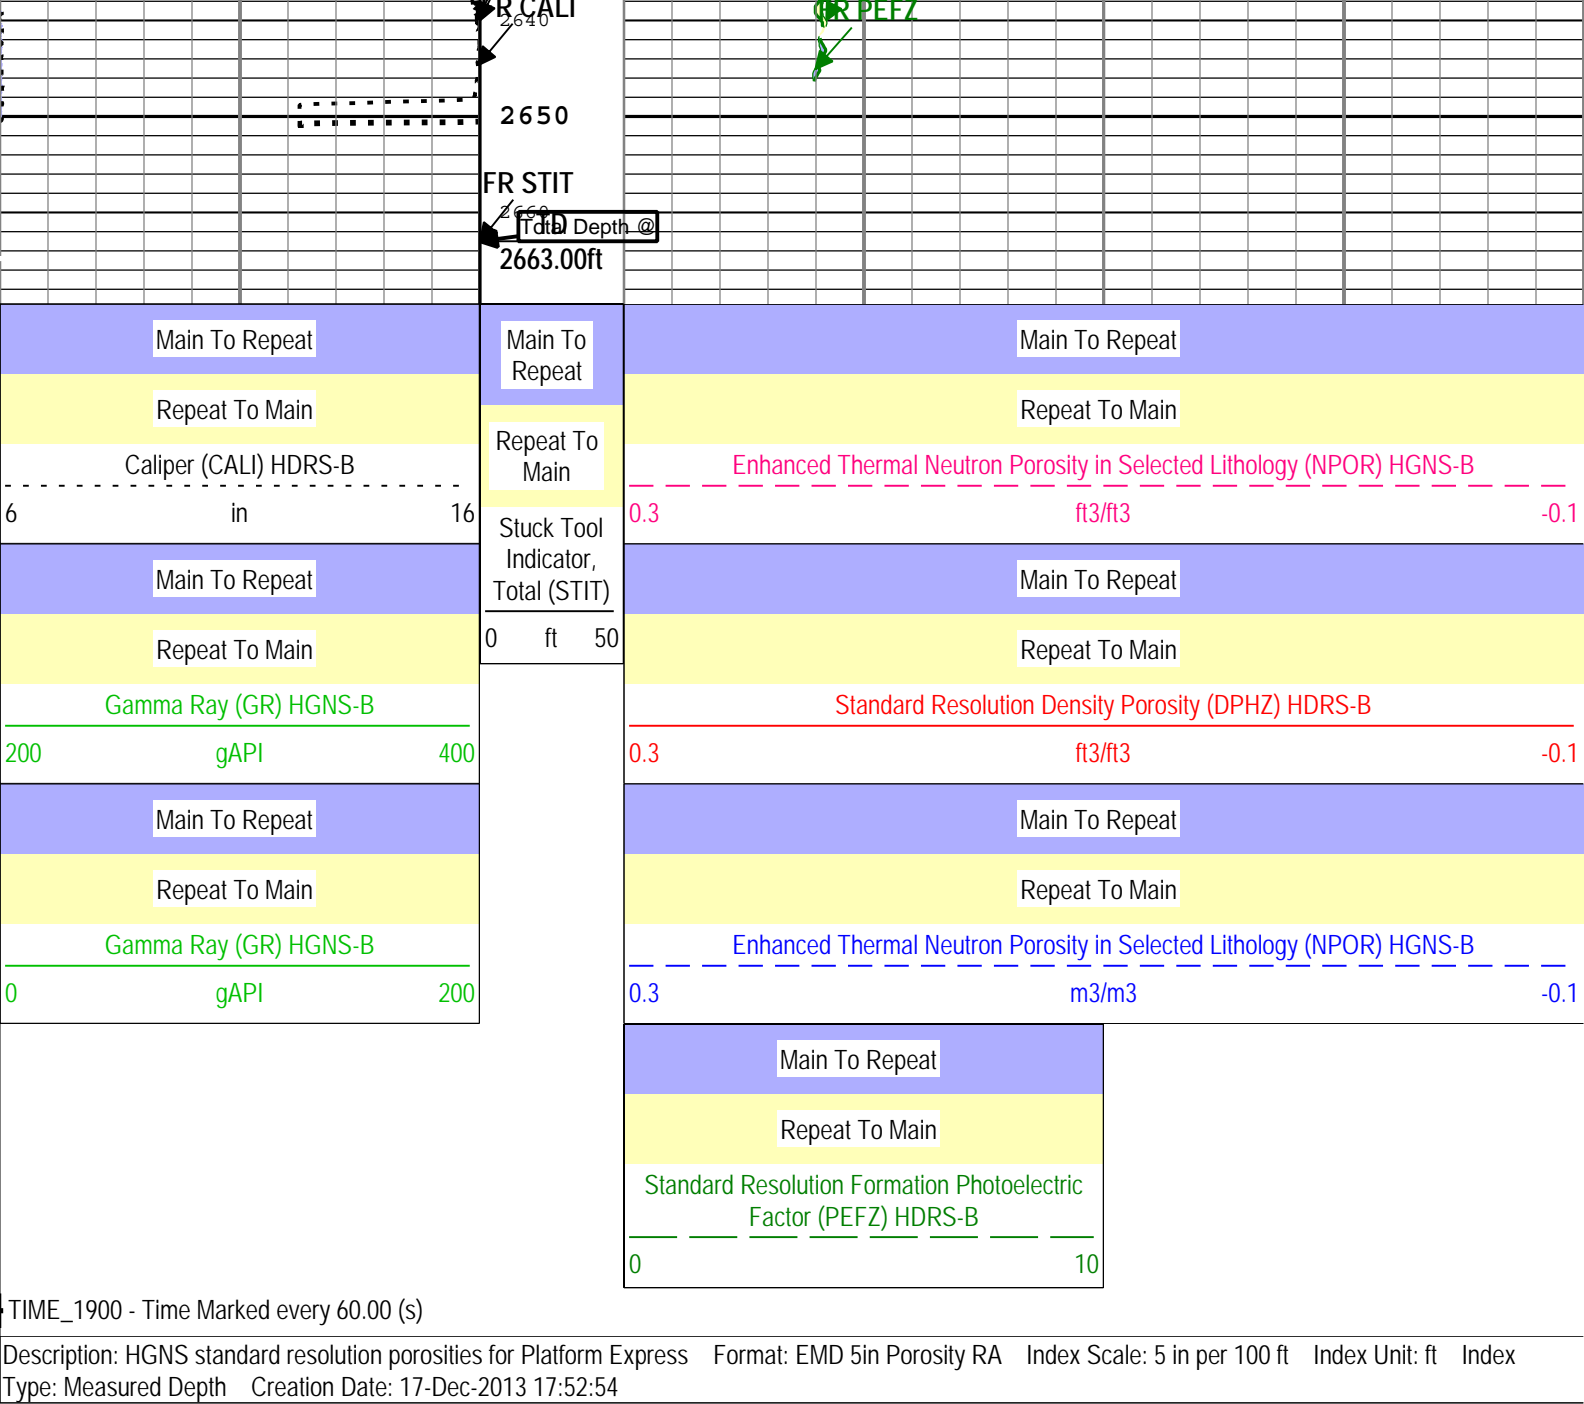 R CALI
2640
GR PEFZ
2650
FR STIT
2660
TD
Total Depth @
2663.00ft
Main To Repeat
Main To
Repeat
Main To Repeat
Repeat To Main
Repeat To
Main
Repeat To Main
Caliper (CALI) HDRS-B
6 in 16
Stuck Tool
Indicator,
Total (STIT)
0 ft 50
Enhanced Thermal Neutron Porosity in Selected Lithology (NPOR) HGNS-B
0.3 ft3/ft3 -0.1
Main To Repeat
Main To Repeat
Repeat To Main
Repeat To Main
Gamma Ray (GR) HGNS-B
200 gAPI 400
Standard Resolution Density Porosity (DPHZ) HDRS-B
0.3 ft3/ft3 -0.1
Main To Repeat
Main To Repeat
Repeat To Main
Repeat To Main
Gamma Ray (GR) HGNS-B
0 gAPI 200
Enhanced Thermal Neutron Porosity in Selected Lithology (NPOR) HGNS-B
0.3 m3/m3 -0.1
Main To Repeat
Repeat To Main
Standard Resolution Formation Photoelectric
Factor (PEFZ) HDRS-B
0 10
TIME_1900 - Time Marked every 60.00 (s)
Description: HGNS standard resolution porosities for Platform Express Format: EMD 5in Porosity RA Index Scale: 5 in per 100 ft Index Unit: ft Index
Type: Measured Depth Creation Date: 17-Dec-2013 17:52:54